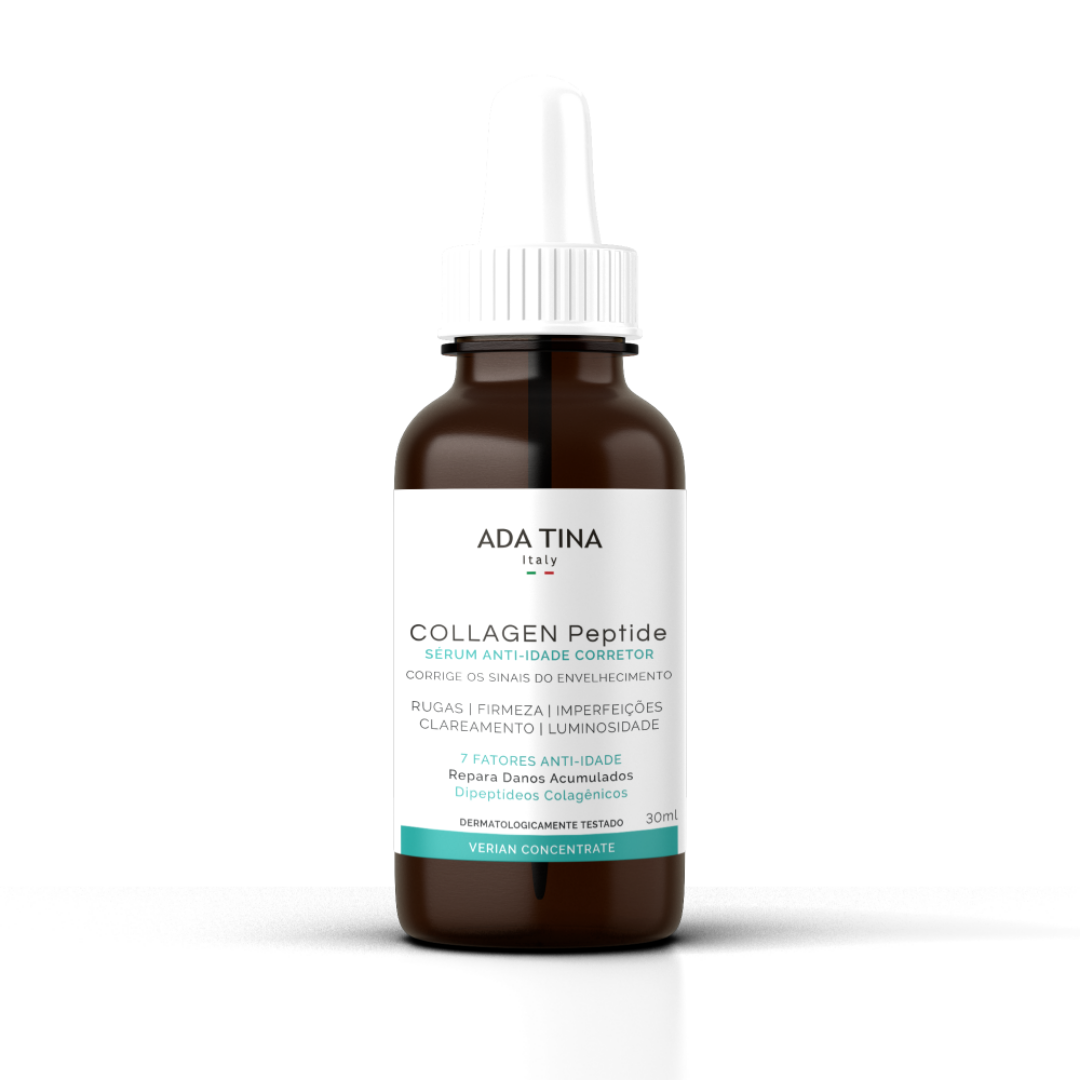 ADA TINA
Italy
COLLAGEN Peptide
SÉRUM ANTI-IDADE CORRETOR
CORRIGE OS SINAIS DO ENVELHECIMENTO
RUGAS | FIRMEZA | IMPERFEIÇÕES
CLAREAMENTO | LUMINOSIDADE
7 FATORES ANTI-IDADE
Repara Danos Acumulados
Dipeptídeos Colagênicos
DERMATOLOGICAMENTE TESTADO
30ml
VERIAN CONCENTRATE